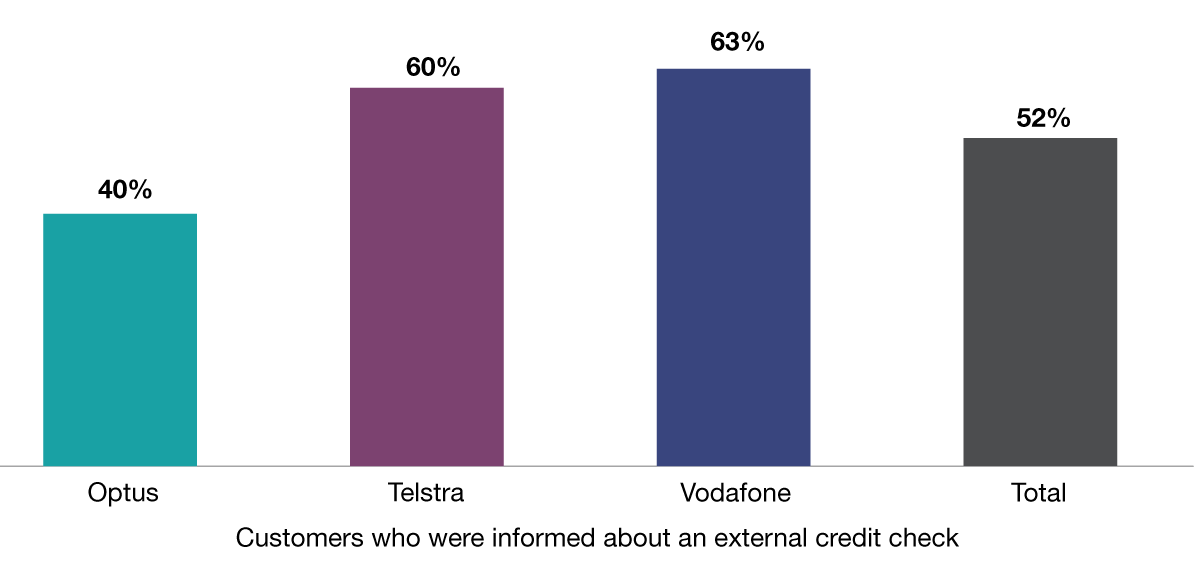 63%
60%
52%
40%
Optus Telstra Vodafone Total
Customers who were informed about an external credit check